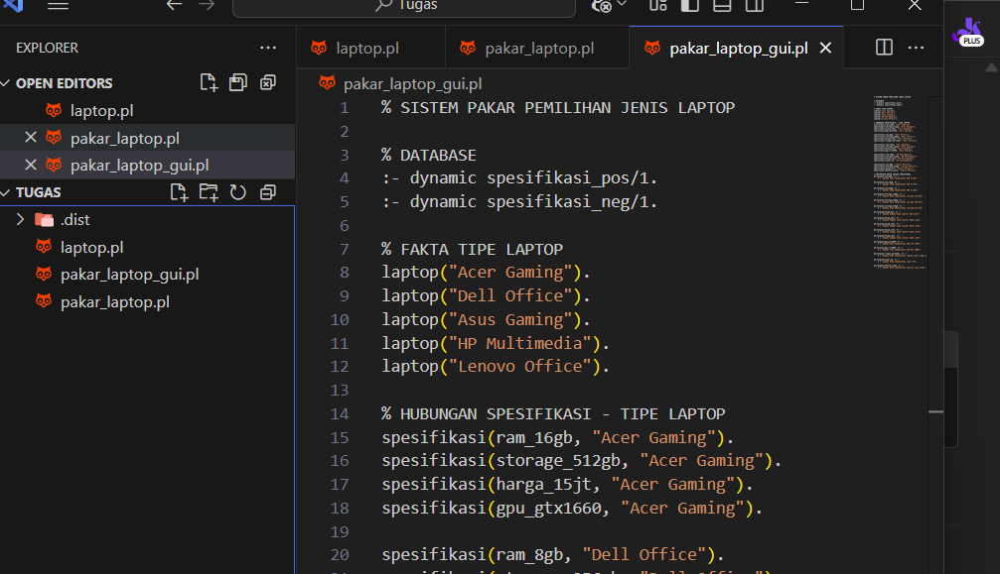 Tugas
PLUS
EXPLORER
OPEN EDITORS
laptop.pl
pakar_laptop.pl
pakar_laptop_gui.pl
TUGAS
.dist
laptop.pl
pakar_laptop_gui.pl
pakar_laptop.pl
laptop.pl
pakar_laptop.pl
pakar_laptop_gui.pl
pakar_laptop_gui.pl
1 % SISTEM PAKAR PEMILIHAN JENIS LAPTOP
2
3 % DATABASE
4 :- dynamic spesifikasi_pos/1.
5 :- dynamic spesifikasi_neg/1.
6
7 % FAKTA TIPE LAPTOP
8 laptop("Acer Gaming").
9 laptop("Dell Office").
10 laptop("Asus Gaming").
11 laptop("HP Multimedia").
12 laptop("Lenovo Office").
13
14 % HUBUNGAN SPESIFIKASI - TIPE LAPTOP
15 spesifikasi(ram_16gb, "Acer Gaming").
16 spesifikasi(storage_512gb, "Acer Gaming").
17 spesifikasi(harga_15jt, "Acer Gaming").
18 spesifikasi(gpu_gtx1660, "Acer Gaming").
19
20 spesifikasi(ram_8gb, "Dell Office").